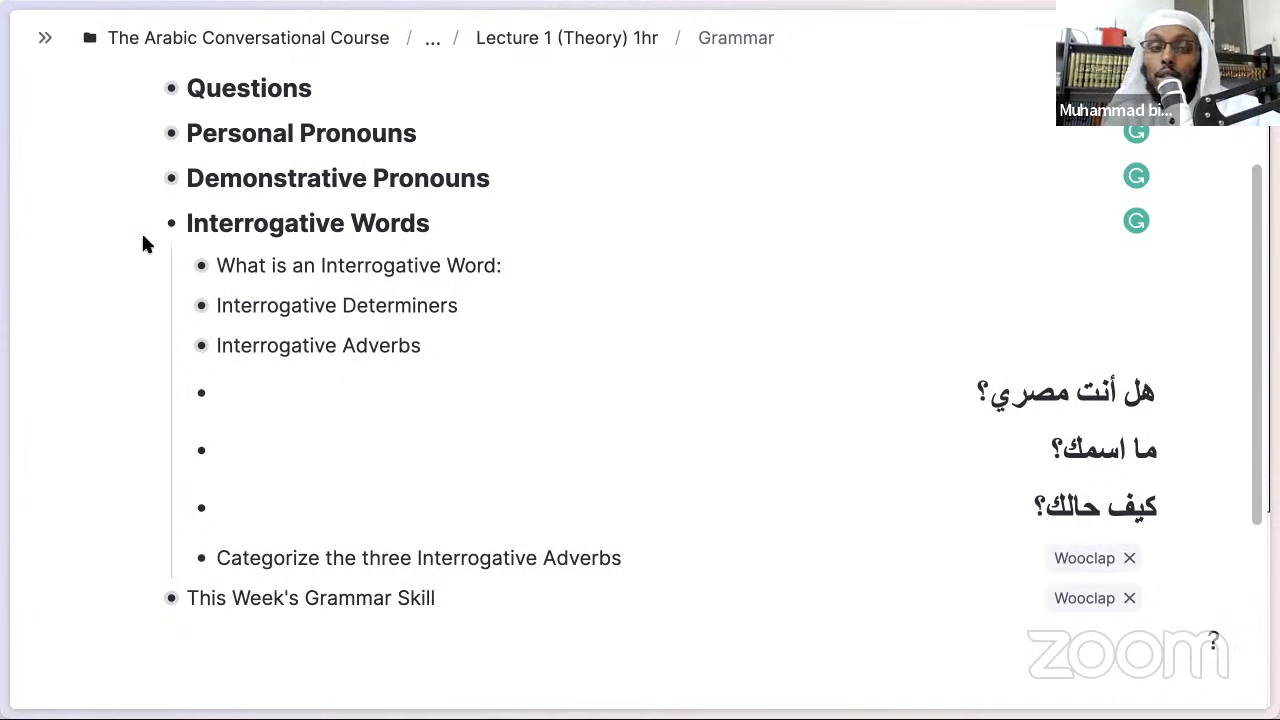 The Arabic Conversational Course / ... / Lecture 1 (Theory) 1hr / Grammar
Muhammad bi...
Questions
Personal Pronouns
Demonstrative Pronouns
Interrogative Words
What is an Interrogative Word:
Interrogative Determiners
Interrogative Adverbs
هل أنت مصري؟
ما اسمك؟
كيف حالك؟
Categorize the three Interrogative Adverbs Wooclap
This Week's Grammar Skill Wooclap
zoom
?